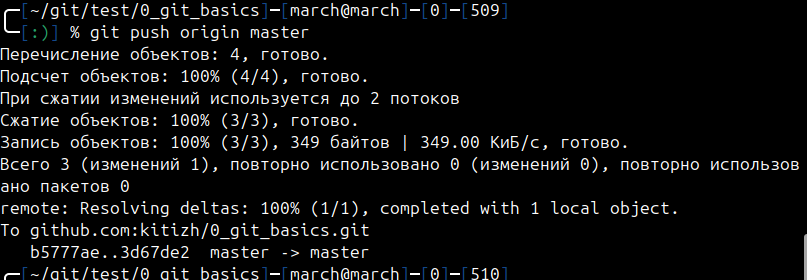 [~/git/test/0_git_basics]─[march@march]─[0]─[509]
[:)] % git push origin master
Перечисление объектов: 4, готово.
Подсчет объектов: 100% (4/4), готово.
При сжатии изменений используется до 2 потоков
Сжатие объектов: 100% (3/3), готово.
Запись объектов: 100% (3/3), 349 байтов | 349.00 КиБ/с, готово.
Всего 3 (изменений 1), повторно использовано 0 (изменений 0), повторно использов
ано пакетов 0
remote: Resolving deltas: 100% (1/1), completed with 1 local object.
To github.com:kitizh/0_git_basics.git
b5777ae..3d67de2  master -> master
[~/git/test/0_git_basics]─[march@march]─[0]─[510]